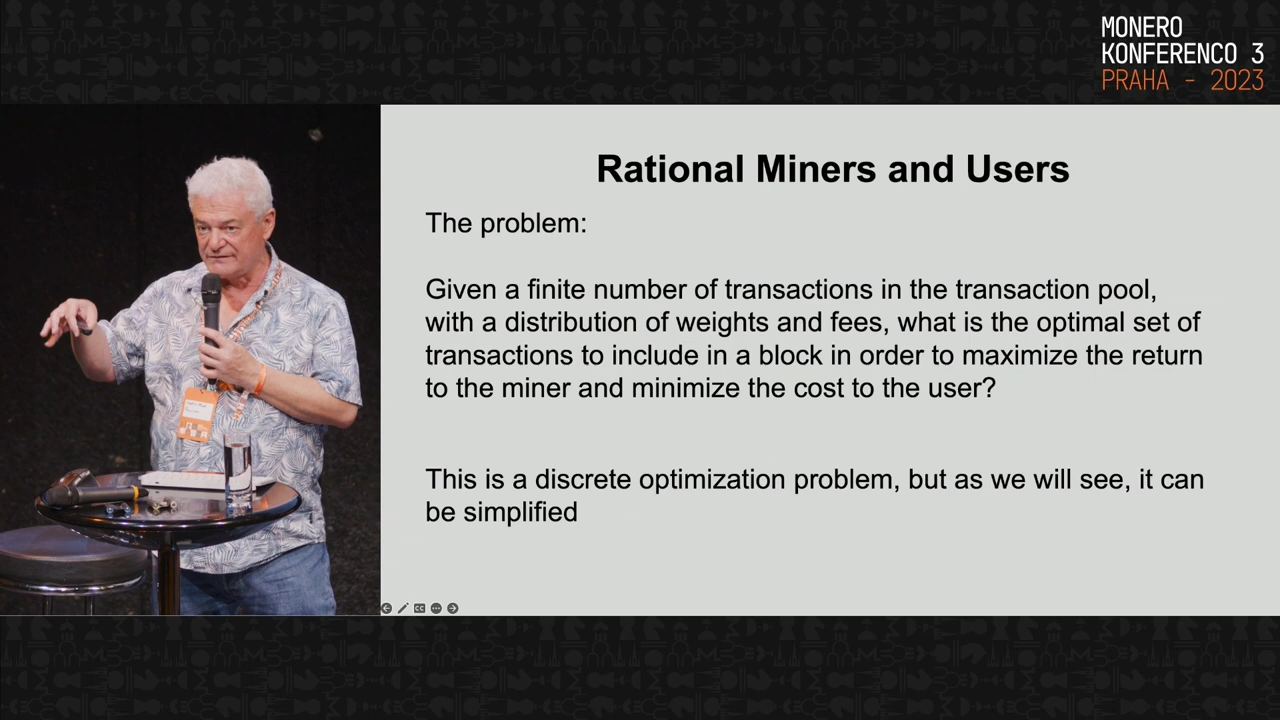 MONERO
KONFERENCO 3
PRAHA - 2023
Rational Miners and Users
The problem:
Given a finite number of transactions in the transaction pool,
with a distribution of weights and fees, what is the optimal set of
transactions to include in a block in order to maximize the return
to the miner and minimize the cost to the user?
This is a discrete optimization problem, but as we will see, it can
be simplified
CC